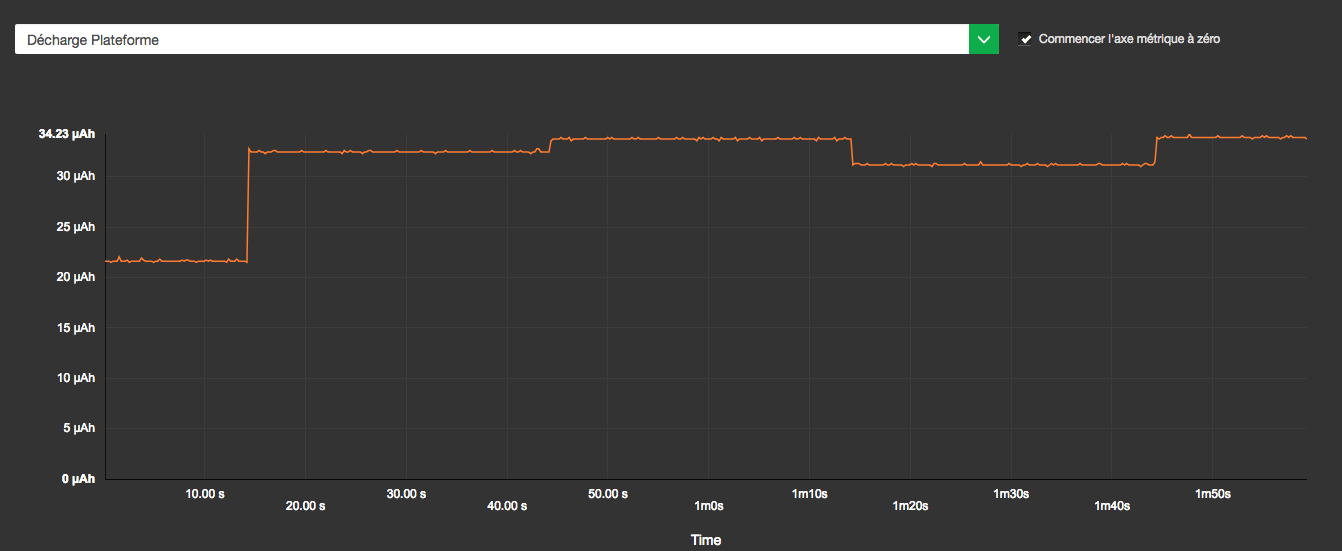 Décharge Plateforme
Commencer l'axe métrique à zéro
34.23 µAh
30 µAh
25 µAh
20 µAh
15 µAh
10 µAh
5 µAh
0 µAh
10.00 s
20.00 s
30.00 s
40.00 s
50.00 s
1m0s
1m10s
1m20s
1m30s
1m40s
1m50s
Time